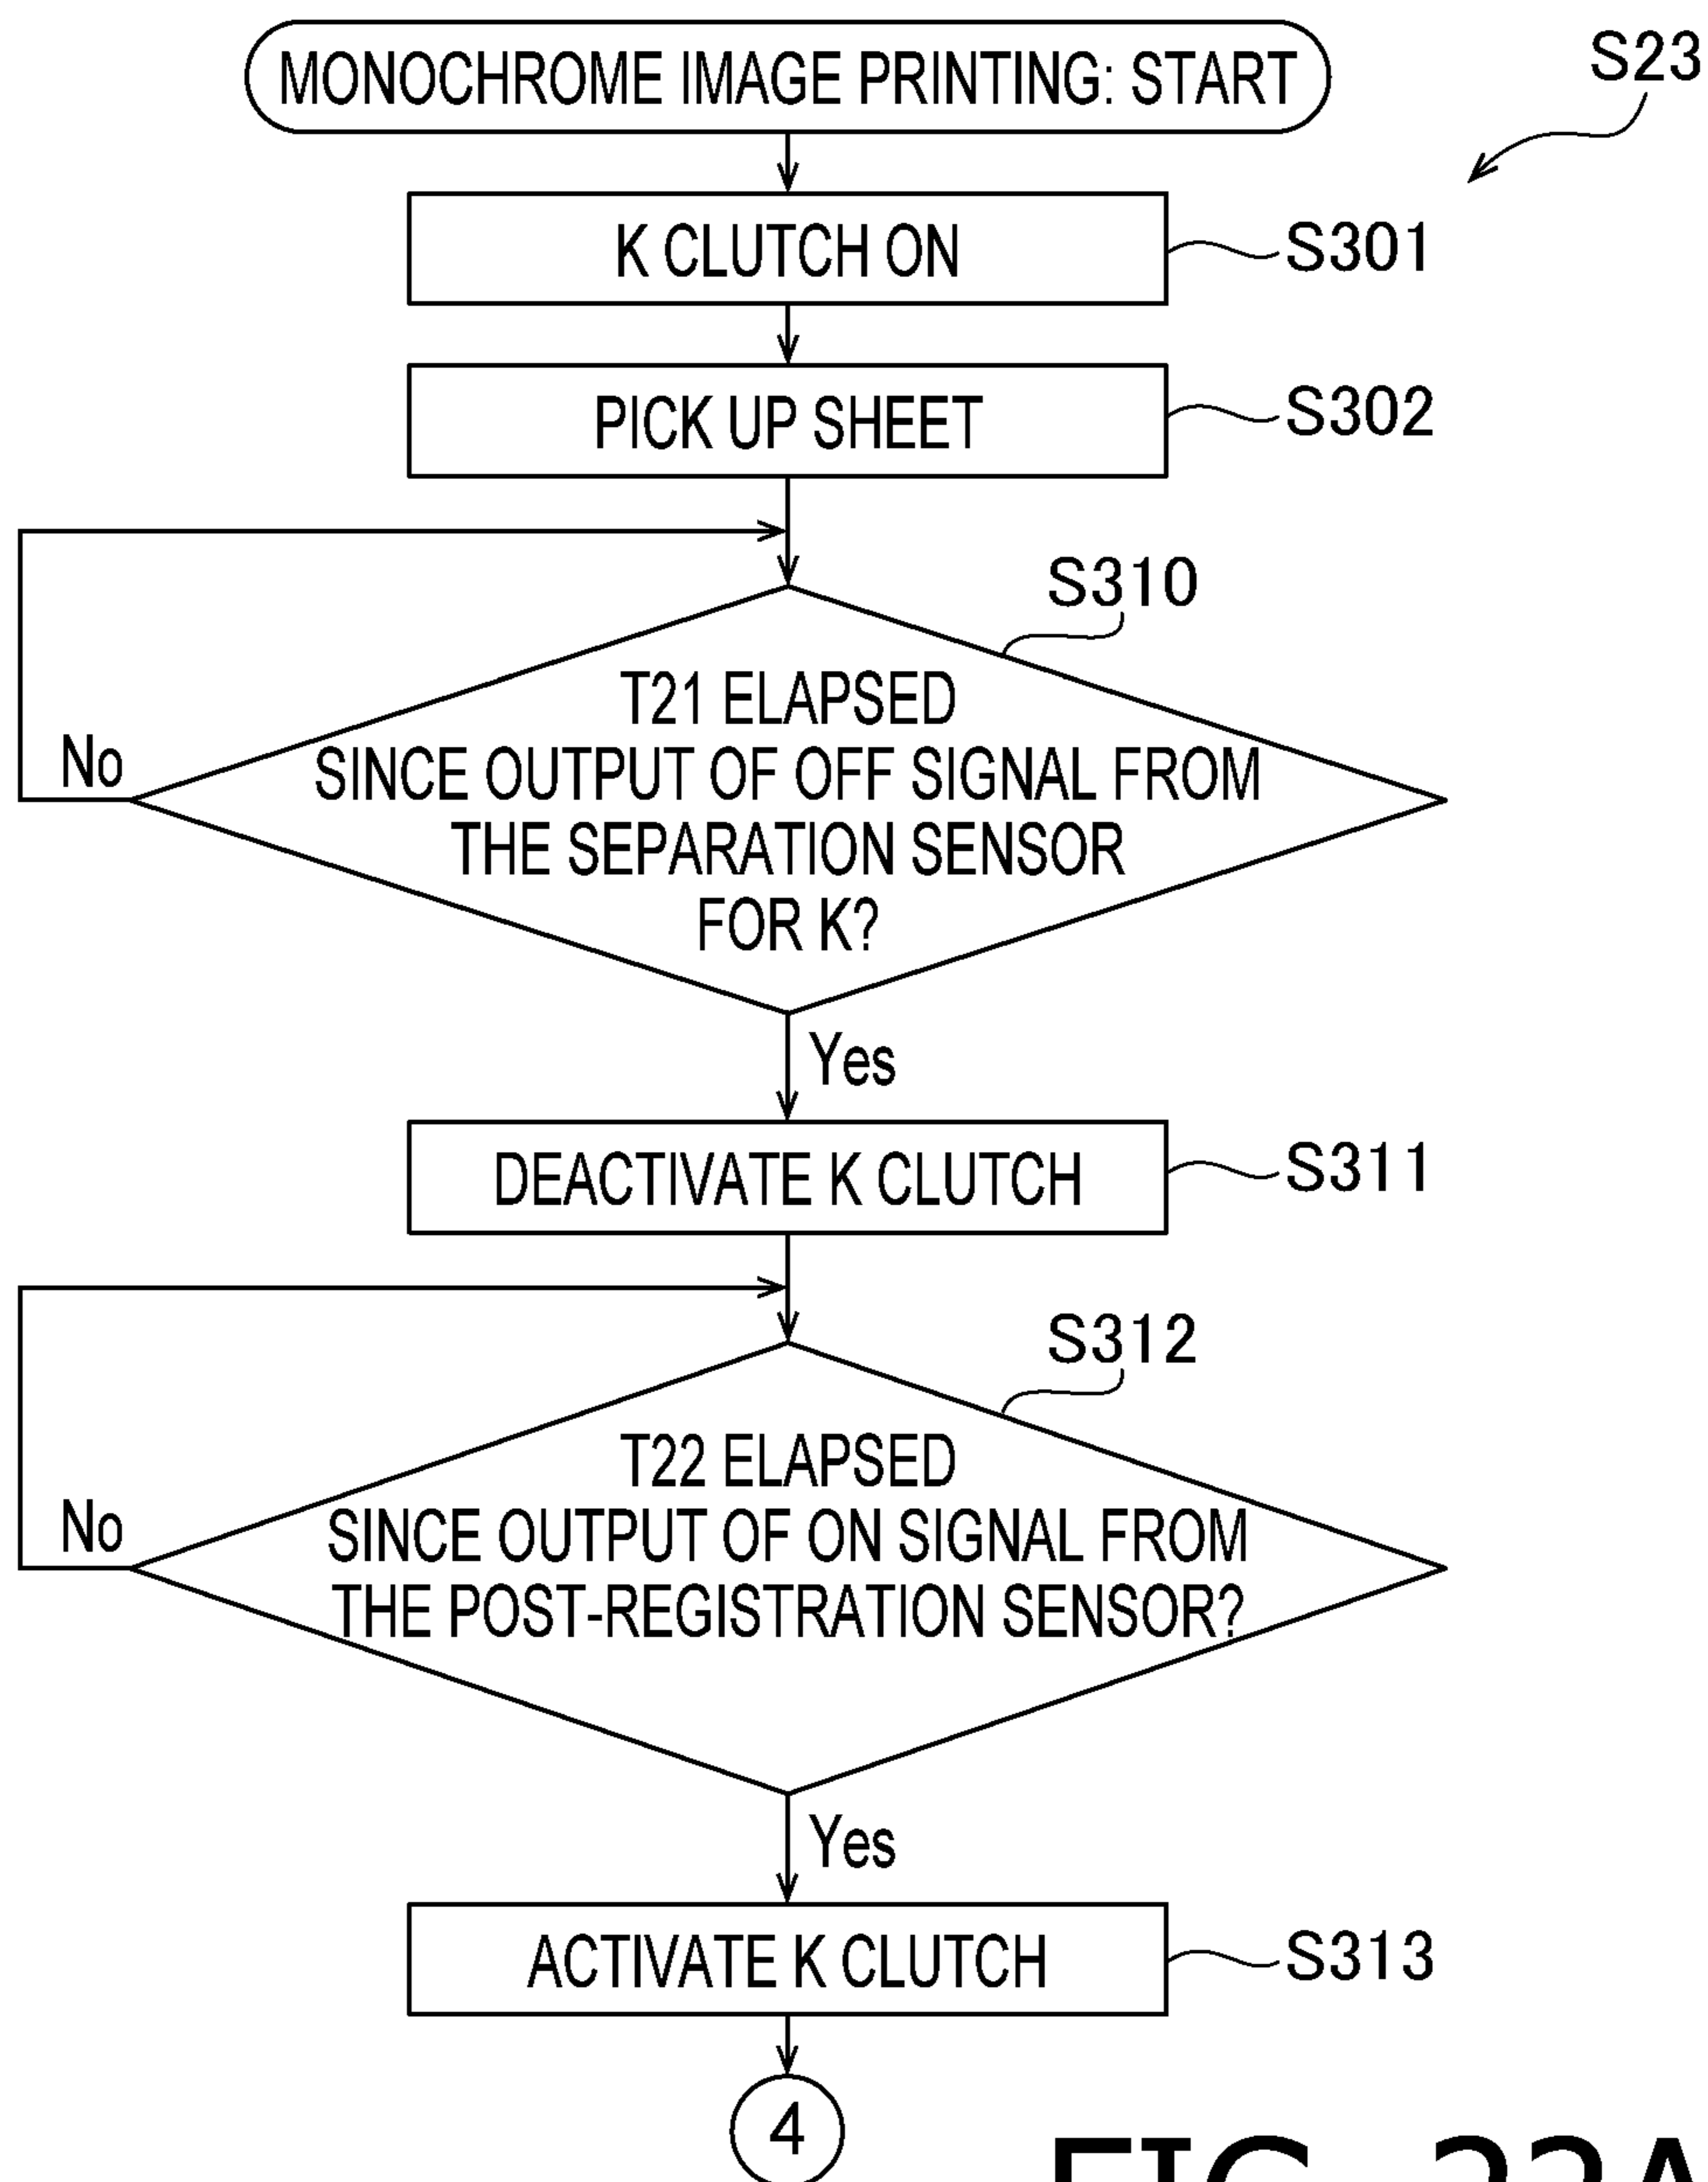 MONOCHROME IMAGE PRINTING: START
S23
K CLUTCH ON
S301
PICK UP SHEET
S302
S310
T21 ELAPSED
SINCE OUTPUT OF OFF SIGNAL FROM
THE SEPARATION SENSOR
FOR K?
No
Yes
DEACTIVATE K CLUTCH
S311
S312
T22 ELAPSED
SINCE OUTPUT OF ON SIGNAL FROM
THE POST-REGISTRATION SENSOR?
No
Yes
ACTIVATE K CLUTCH
S313
4
FIG. 22A